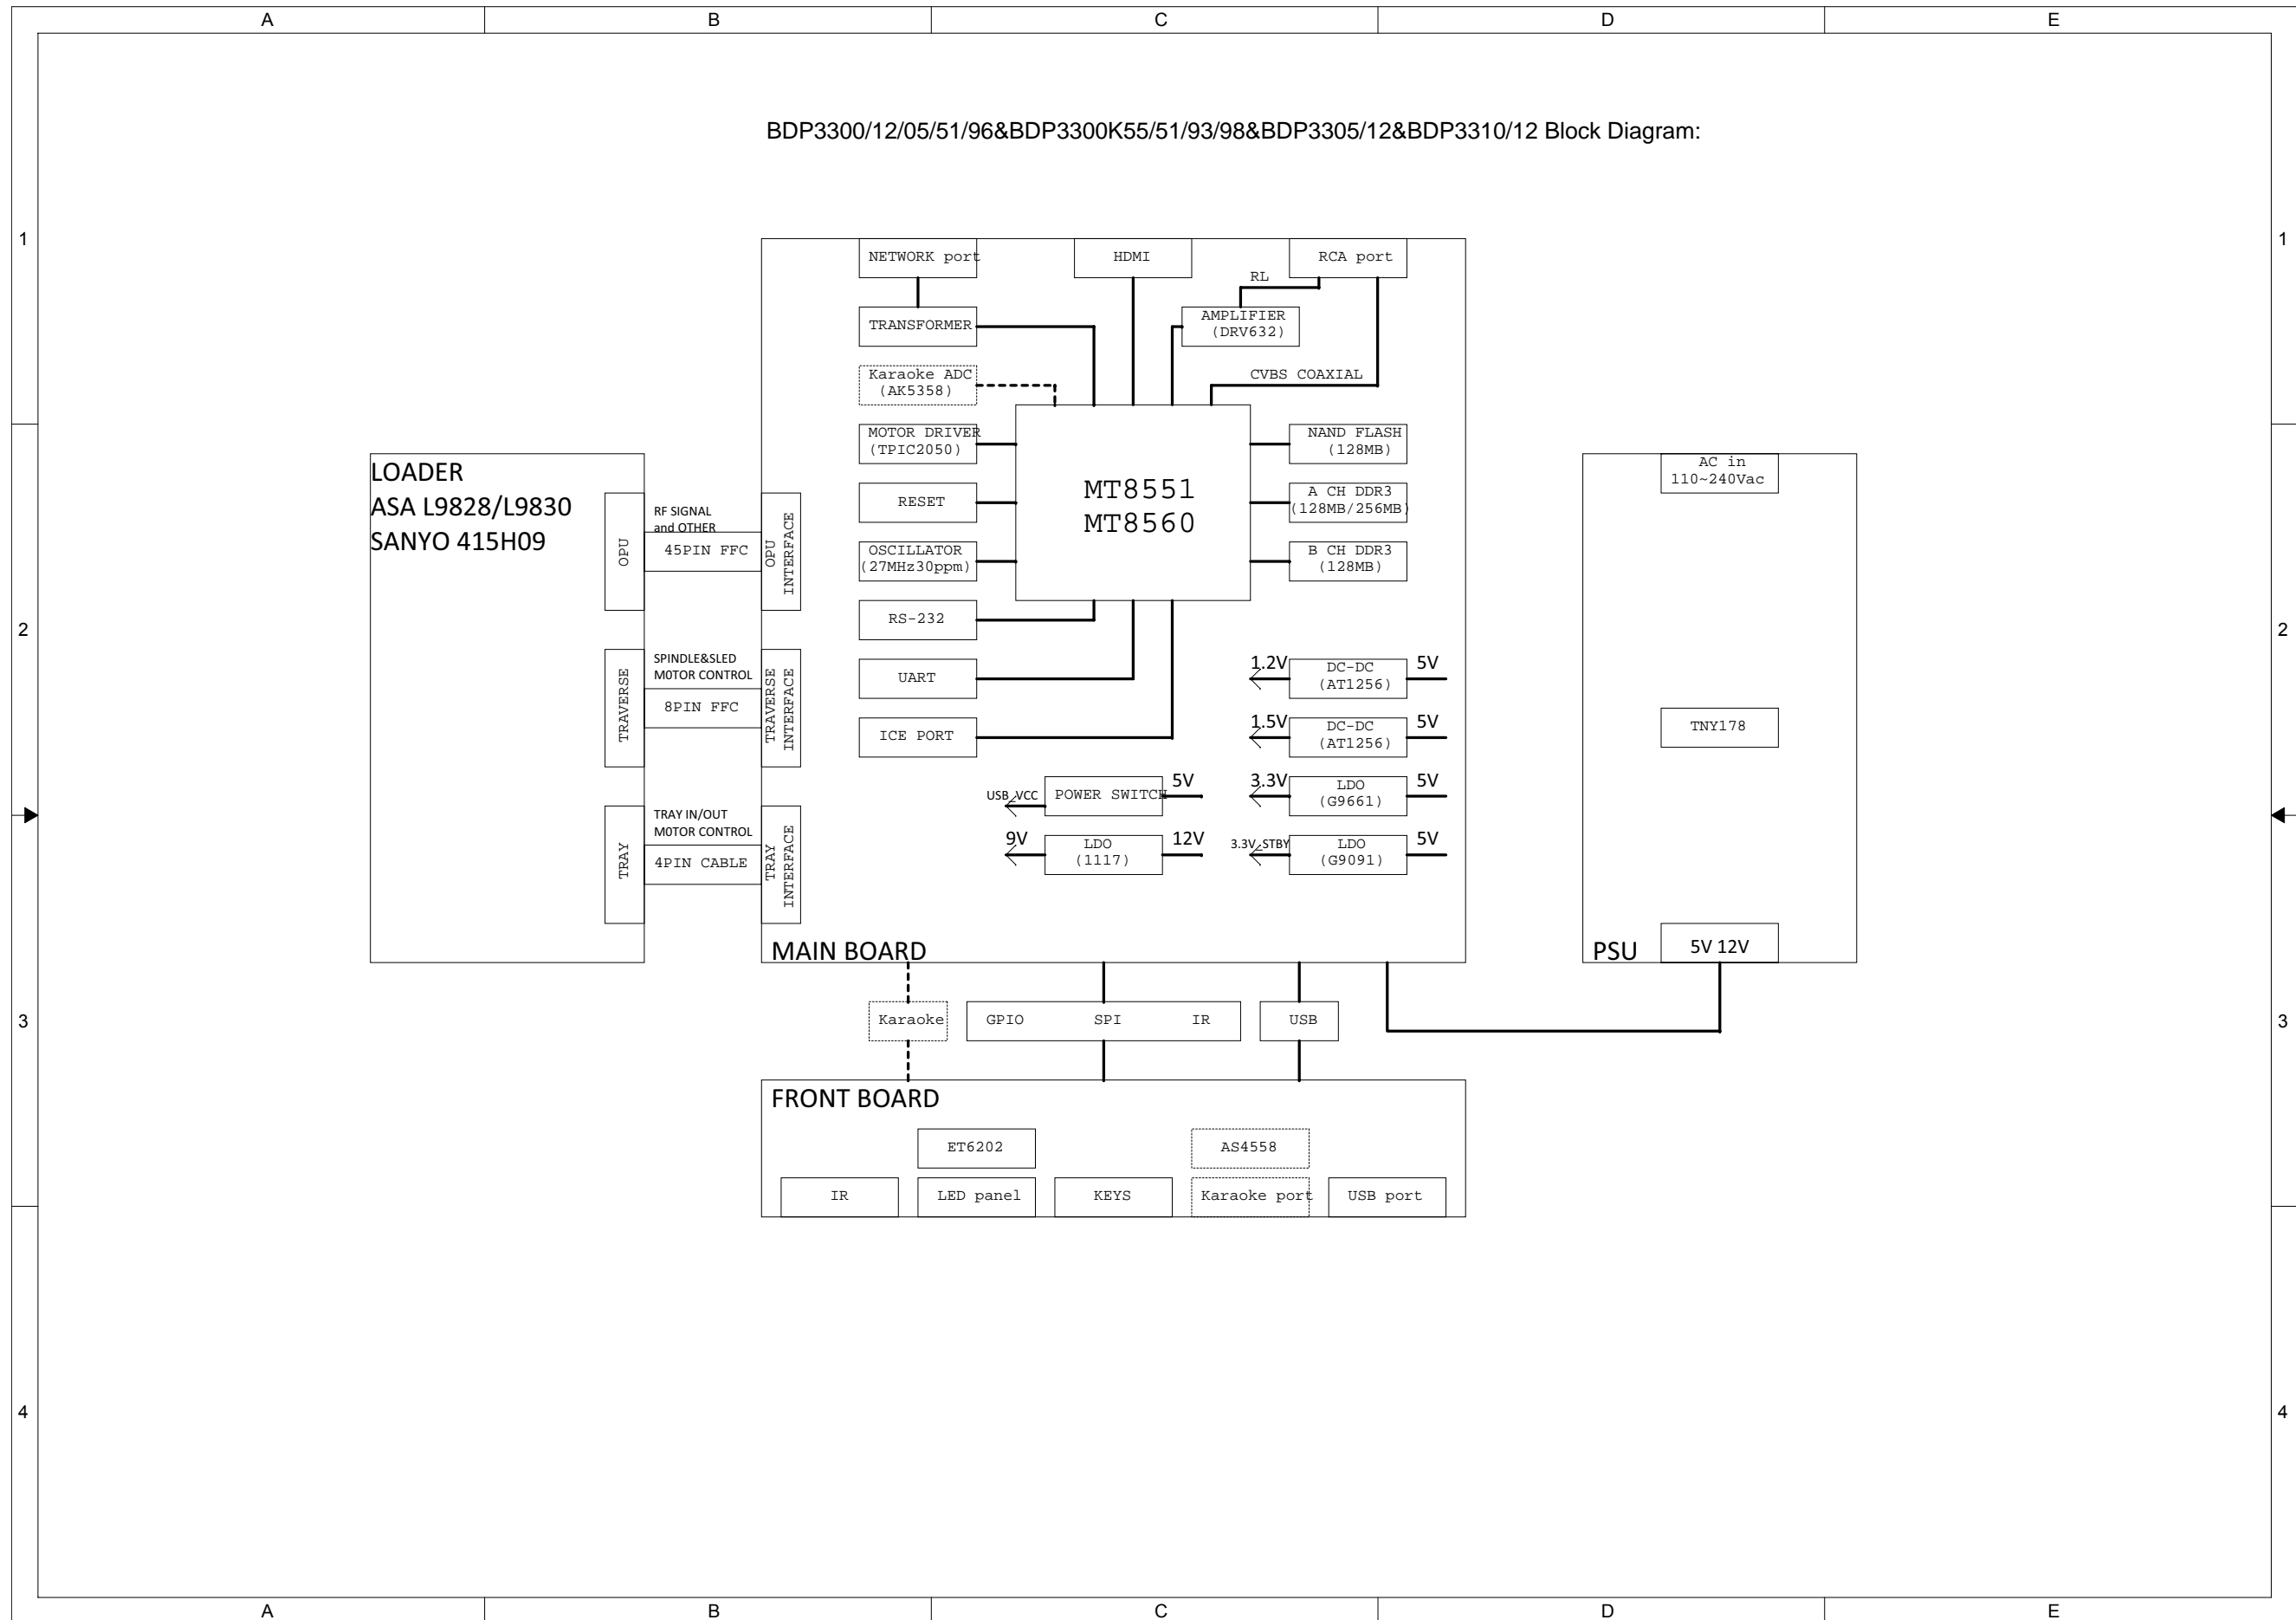 A B C D E
BDP3300/12/05/51/96&BDP3300K55/51/93/98&BDP3305/12&BDP3310/12 Block Diagram:
1 1
NETWORK port
HDMI
RCA port
RL
TRANSFORMER
AMPLIFIER
(DRV632)
Karaoke ADC
(AK5358)
CVBS COAXIAL
MOTOR DRIVER
(TPIC2050)
NAND FLASH
(128MB)
RESET
MT8551
MT8560
A CH DDR3
(128MB/256MB)
OSCILLATOR
(27MHz30ppm)
B CH DDR3
(128MB)
RS-232
UART
ICE PORT
1.2V
DC-DC
(AT1256)
5V
1.5V
DC-DC
(AT1256)
5V
USB_VCC
POWER SWITCH
5V
3.3V
LDO
(G9661)
5V
9V
LDO
(1117)
12V
3.3V_STBY
LDO
(G9091)
5V
MAIN BOARD
LOADER
ASA L9828/L9830
SANYO 415H09
OPU
RF SIGNAL
and OTHER
45PIN FFC
OPU
INTERFACE
2 2
TRAVERSE
SPINDLE&SLED
M0TOR CONTROL
8PIN FFC
TRAVERSE
INTERFACE
TRAY
TRAY IN/OUT
M0TOR CONTROL
4PIN CABLE
TRAY
INTERFACE
AC in
110~240Vac
TNY178
PSU
5V 12V
3 3
Karaoke
GPIO SPI IR
USB
FRONT BOARD
ET6202
AS4558
IR
LED panel
KEYS
Karaoke port
USB port
4 4
A B C D E